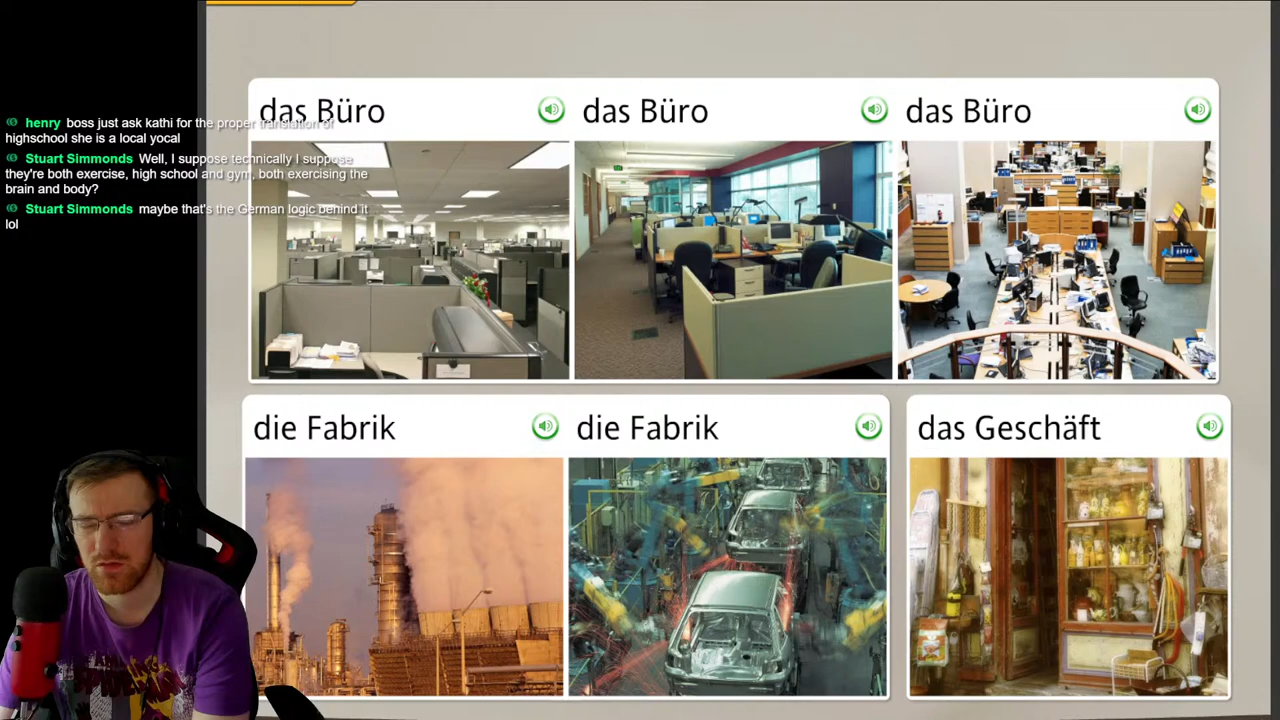 das Büro
das Büro
das Büro
henry boss just ask kathi for the proper translation of
highschool she is a local yocal
Stuart Simmonds Well, I suppose technically I suppose
they're both exercise, high school and gym, both exercising the
brain and body?
Stuart Simmonds maybe that's the German logic behind it
lol
die Fabrik
die Fabrik
das Geschäft